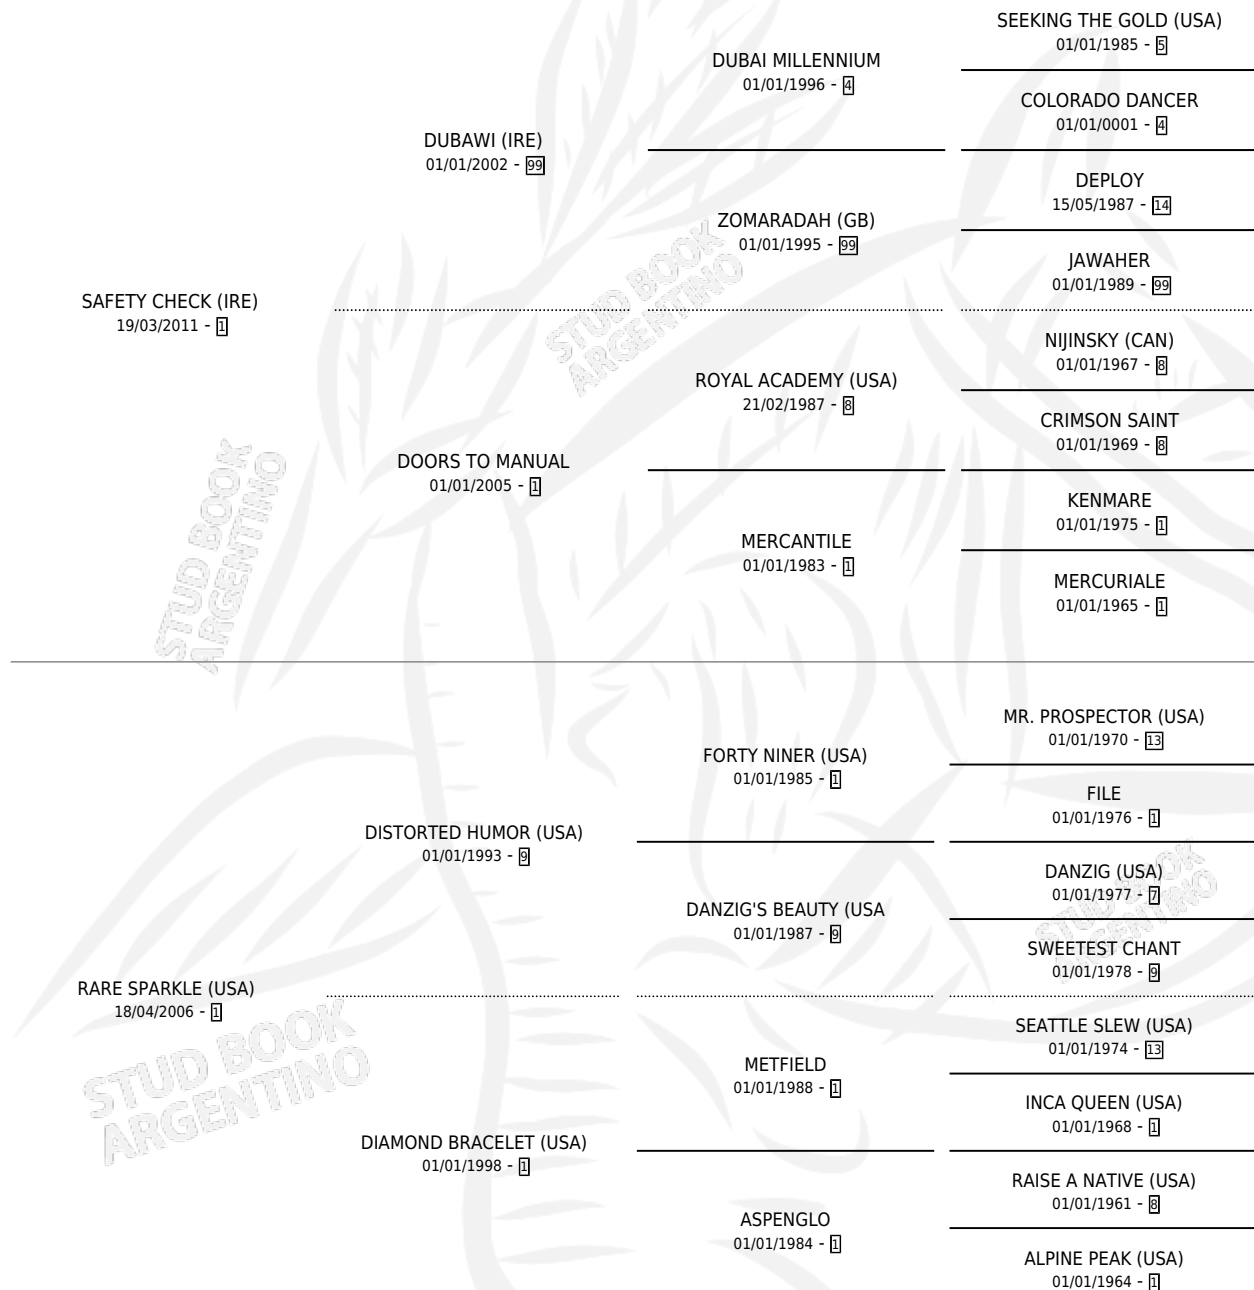 SEEKING THE GOLD (USA)
01/01/1985 - 5
DUBAI MILLENNIUM
01/01/1996 - 4
COLORADO DANCER
01/01/0001 - 4
DUBAWI (IRE)
01/01/2002 - 99
DEPLOY
15/05/1987 - 14
ZOMARADAH (GB)
01/01/1995 - 99
JAWAHER
01/01/1989 - 99
SAFETY CHECK (IRE)
19/03/2011 - 1
STUD BOOK
ARGENTINO
NIJINSKY (CAN)
01/01/1967 - 8
ROYAL ACADEMY (USA)
21/02/1987 - 8
CRIMSON SAINT
01/01/1969 - 8
DOORS TO MANUAL
01/01/2005 - 1
KENMARE
01/01/1975 - 1
MERCANTILE
01/01/1983 - 1
MERCURIALE
01/01/1965 - 1
STUD BOOK
ARGENTINO
MR. PROSPECTOR (USA)
01/01/1970 - 13
FORTY NINER (USA)
01/01/1985 - 1
FILE
01/01/1976 - 1
DISTORTED HUMOR (USA)
01/01/1993 - 9
DANZIG (USA)
01/01/1977 - 7
DANZIG'S BEAUTY (USA
01/01/1987 - 9
SWEETEST CHANT
01/01/1978 - 9
STUD BOOK
ARGENTINO
RARE SPARKLE (USA)
18/04/2006 - 1
SEATTLE SLEW (USA)
01/01/1974 - 13
METFIELD
01/01/1988 - 1
INCA QUEEN (USA)
01/01/1968 - 1
STUD BOOK
ARGENTINO
DIAMOND BRACELET (USA)
01/01/1998 - 1
RAISE A NATIVE (USA)
01/01/1961 - 8
ASPENGLO
01/01/1984 - 1
ALPINE PEAK (USA)
01/01/1964 - 1